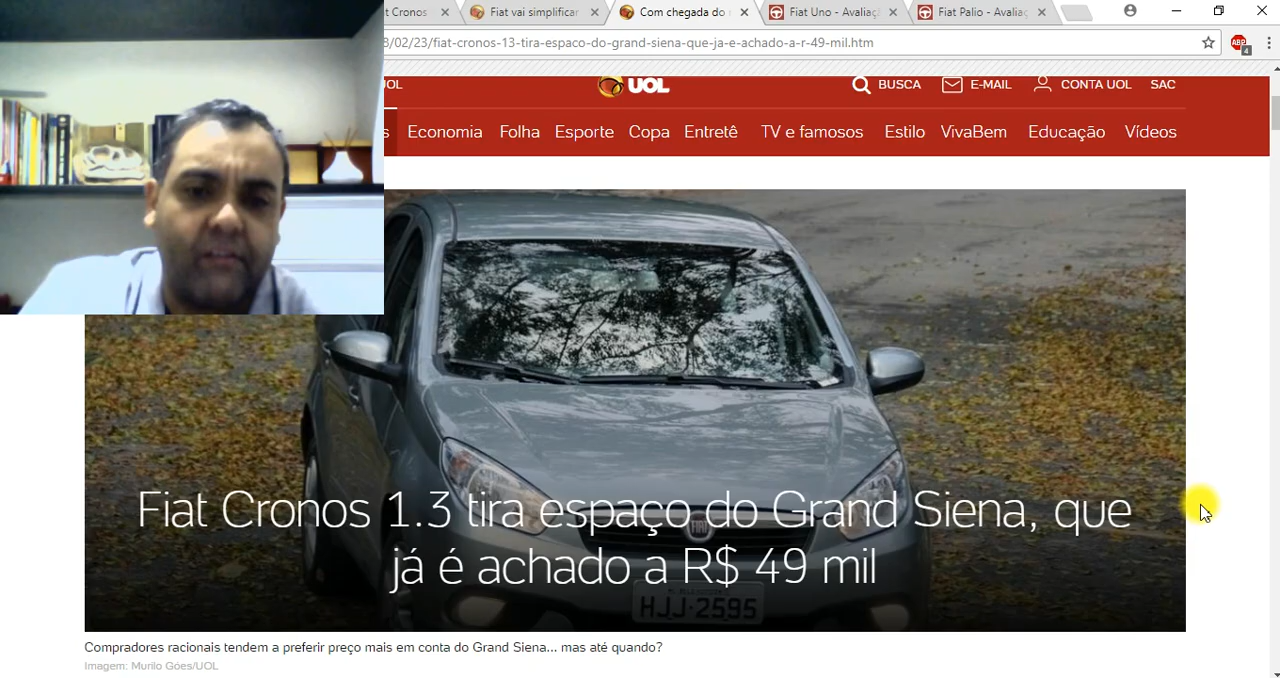 t Cronos
Fiat vai simplificar
Com chegada do
Fiat Uno - Avaliaç
Fiat Palio - Avaliaç
8/02/23/fiat-cronos-13-tira-espaco-do-grand-siena-que-ja-e-achado-a-r-49-mil.htm
ABP
4
UOL
UOL
BUSCA
E-MAIL
CONTA UOL
SAC
s
Economia
Folha
Esporte
Copa
Entretê
TV e famosos
Estilo
VivaBem
Educação
Vídeos
Fiat Cronos 1.3 tira espaço do Grand Siena, que
já é achado a R$ 49 mil
FIAT
HJJ-2595
Compradores racionais tendem a preferir preço mais em conta do Grand Siena... mas até quando?
Imagem: Murilo Góes/UOL